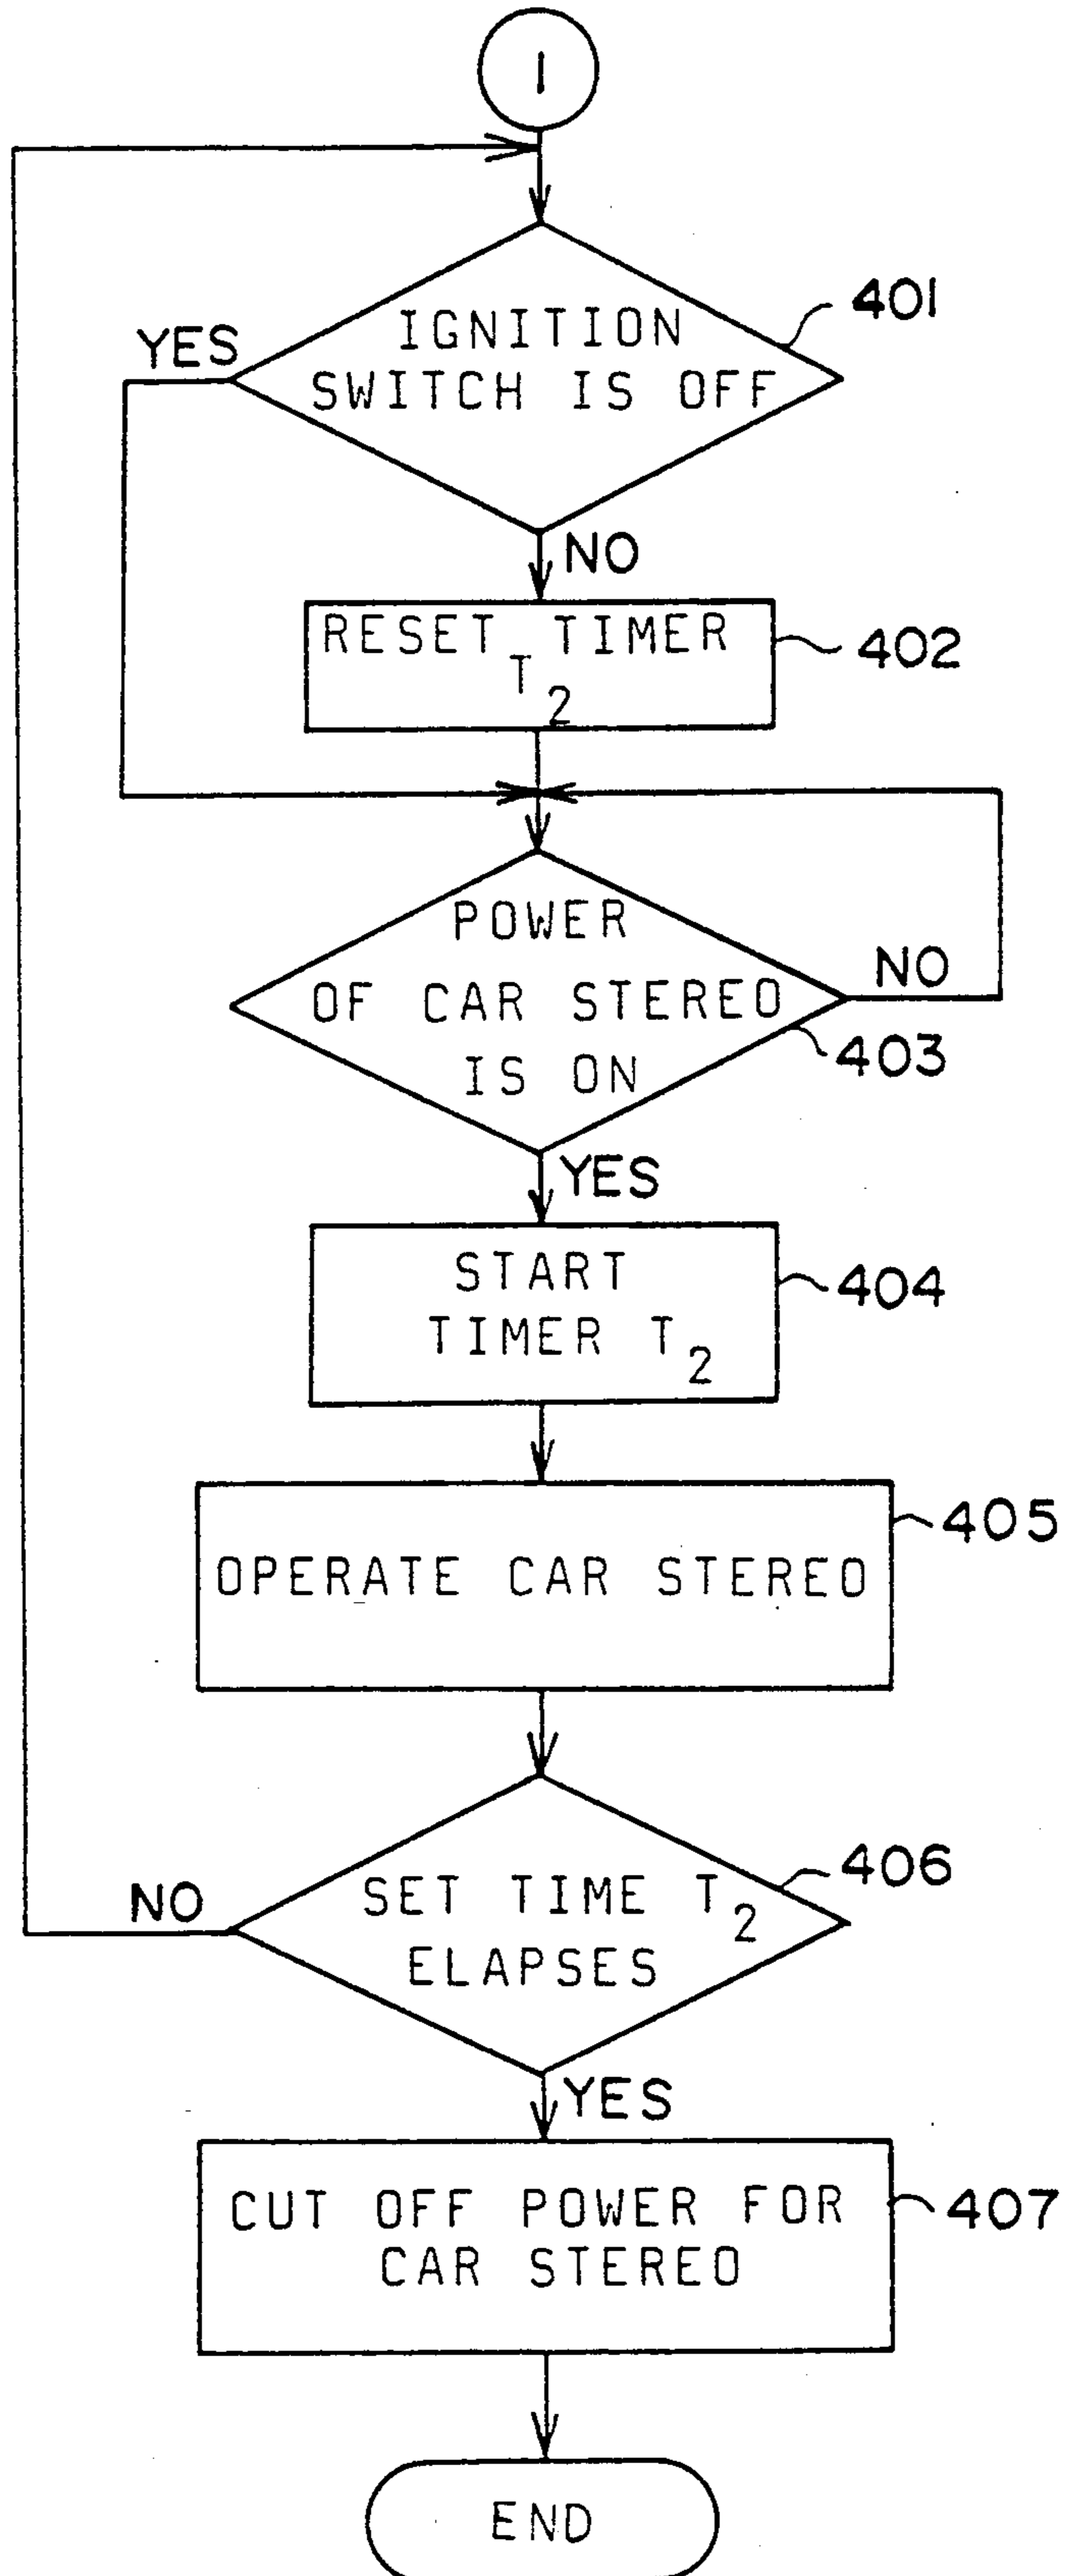 1
401
IGNITION
YES
SWITCH IS OFF
NO
RESET TIMER
T2
402
POWER
OF CAR STEREO
IS ON
NO
403
YES
START
TIMER T2
404
405
OPERATE CAR STEREO
406
SET TIME T2
ELAPSES
NO
YES
CUT OFF POWER FOR
CAR STEREO
407
END